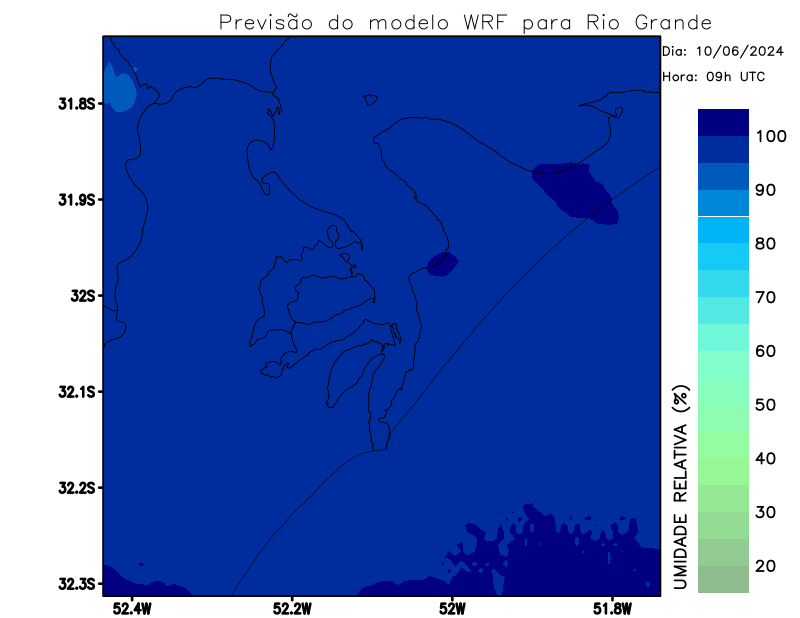 Previsão do modelo WRF para Rio Grande
Dia: 10/06/2024
Hora: 09h UTC
31.8S
31.9S
32S
32.1S
32.2S
32.3S
52.4W
52.2W
52W
51.8W
100
90
80
70
60
50
40
30
20
UMIDADE RELATIVA (%)